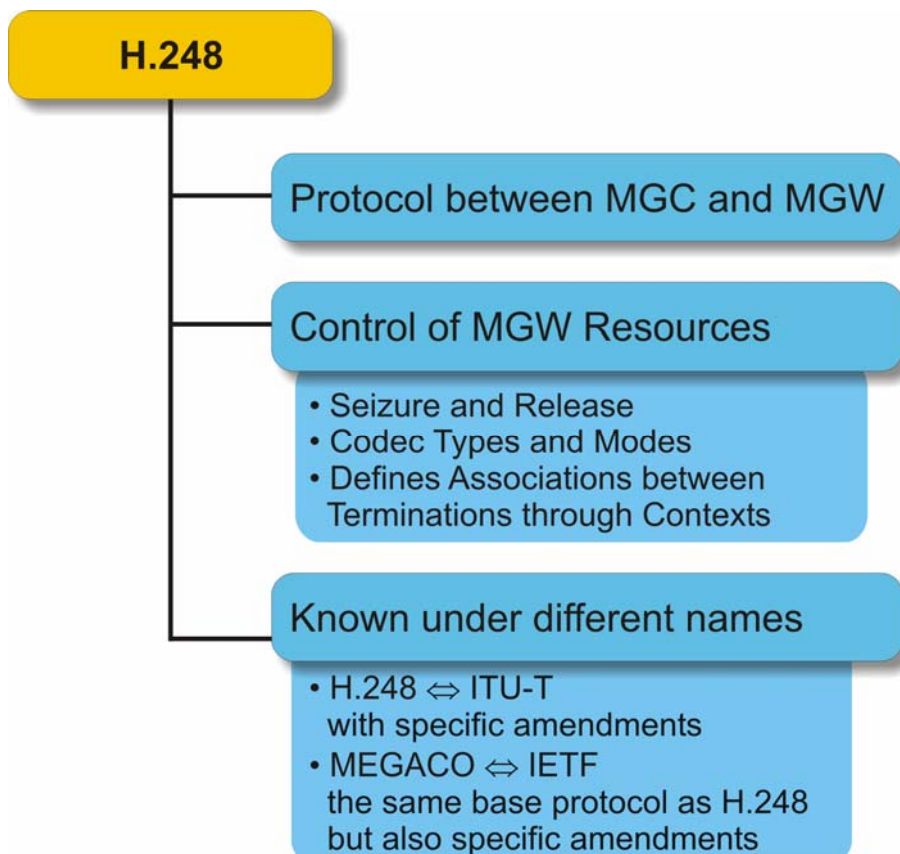 H.248
Protocol between MGC and MGW
Control of MGW Resources
• Seizure and Release
• Codec Types and Modes
• Defines Associations between
Terminations through Contexts
Known under different names
• H.248 ⇔ ITU-T
with specific amendments
• MEGACO ⇔ IETF
the same base protocol as H.248
but also specific amendments